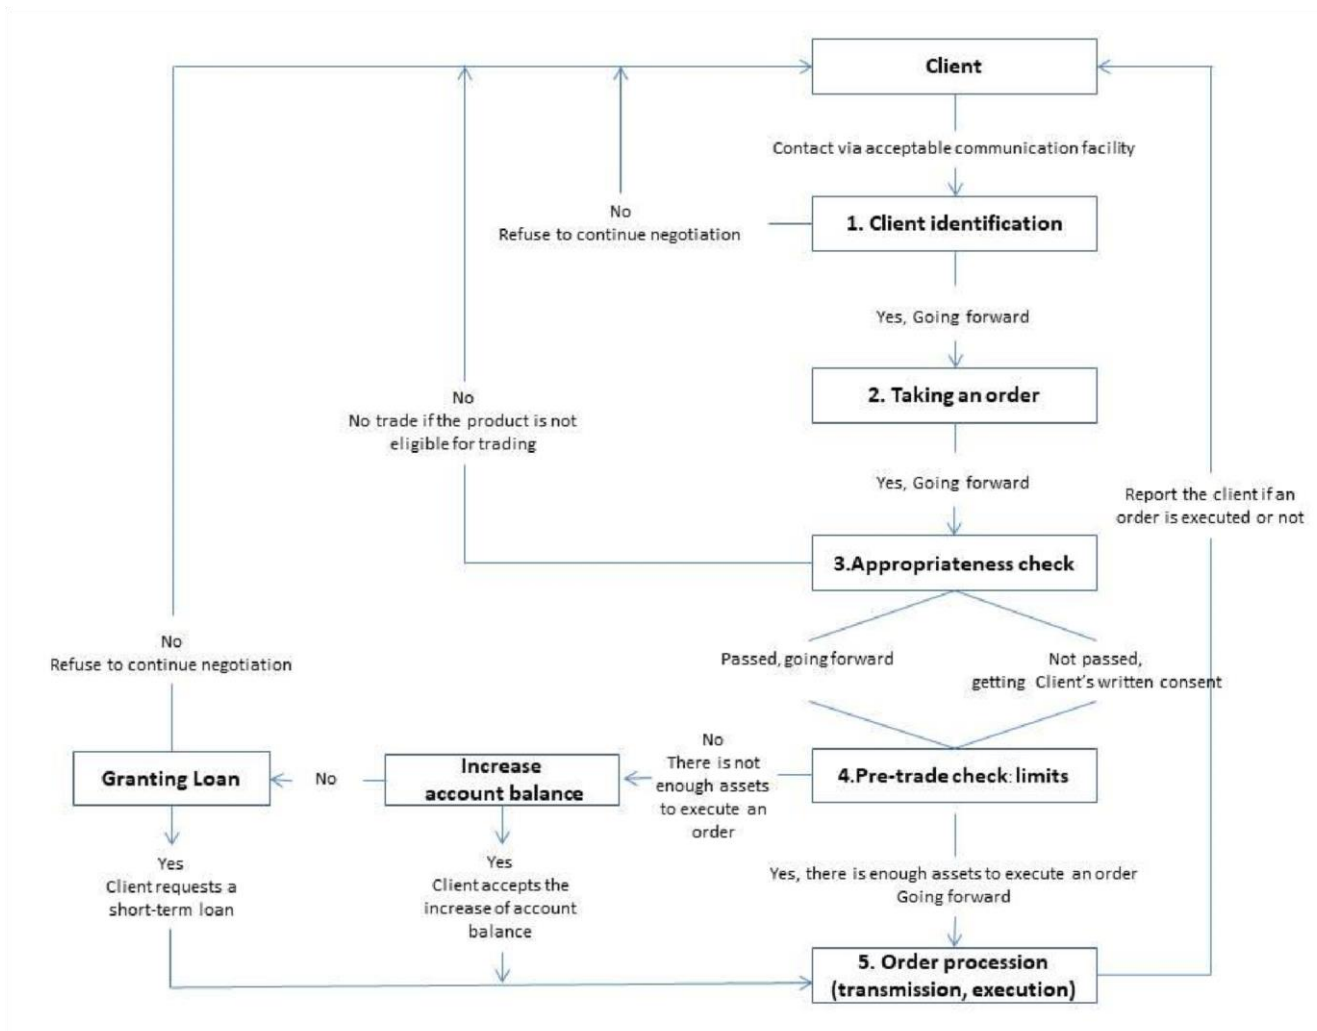 Client
Contact via acceptable communication facility
No
Refuse to continue negotiation
1. Client identification
Yes, Going forward
2. Taking an order
No
No trade if the product is not
eligible for trading
Yes, Going forward
Report the client if an
order is executed or not
3.Appropriateness check
No
Refuse to continue negotiation
Passed, going forward
Not passed,
getting Client's written consent
Granting Loan
No
Increase
account balance
No
There is not
enough assets
to execute an
order
4.Pre-trade check: limits
Yes
Client requests a
short-term loan
Yes
Client accepts the
increase of account
balance
Yes, there is enough assets to execute an order
Going forward
5. Order procession
(transmission, execution)